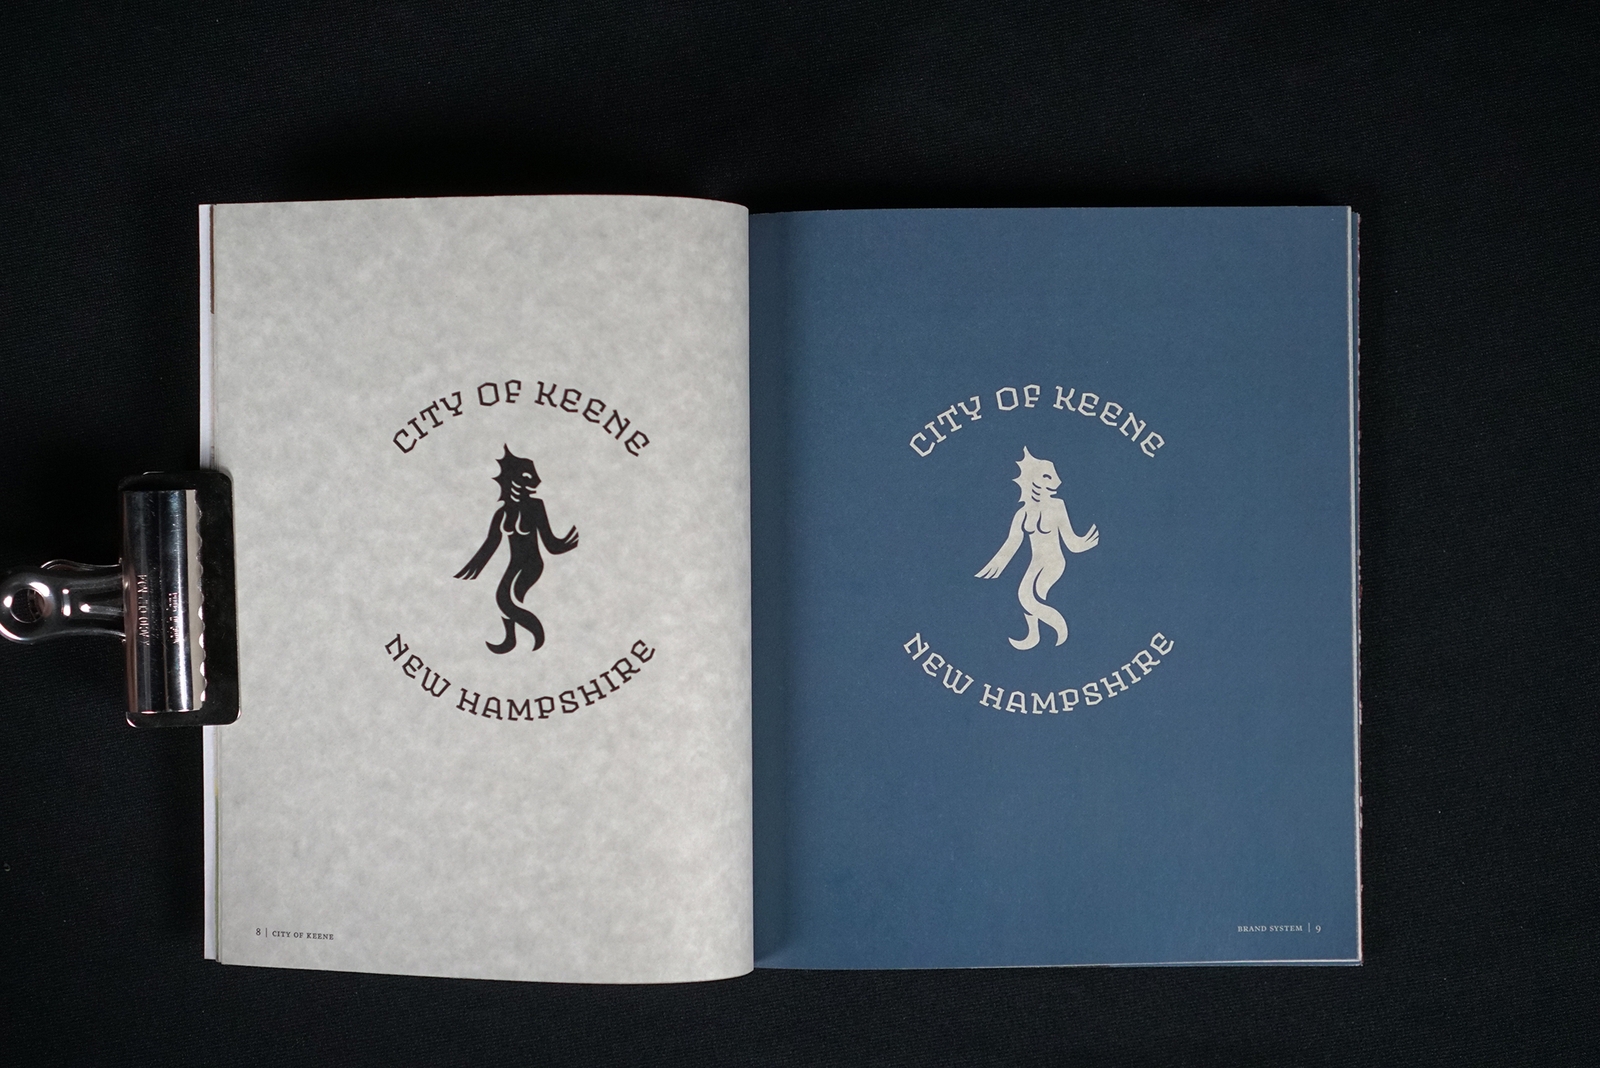 CITY OF KEENE
NEW HAMPSHIRE
8 | CITY OF KEENE
CITY OF KEENE
NEW HAMPSHIRE
BRAND SYSTEM | 9